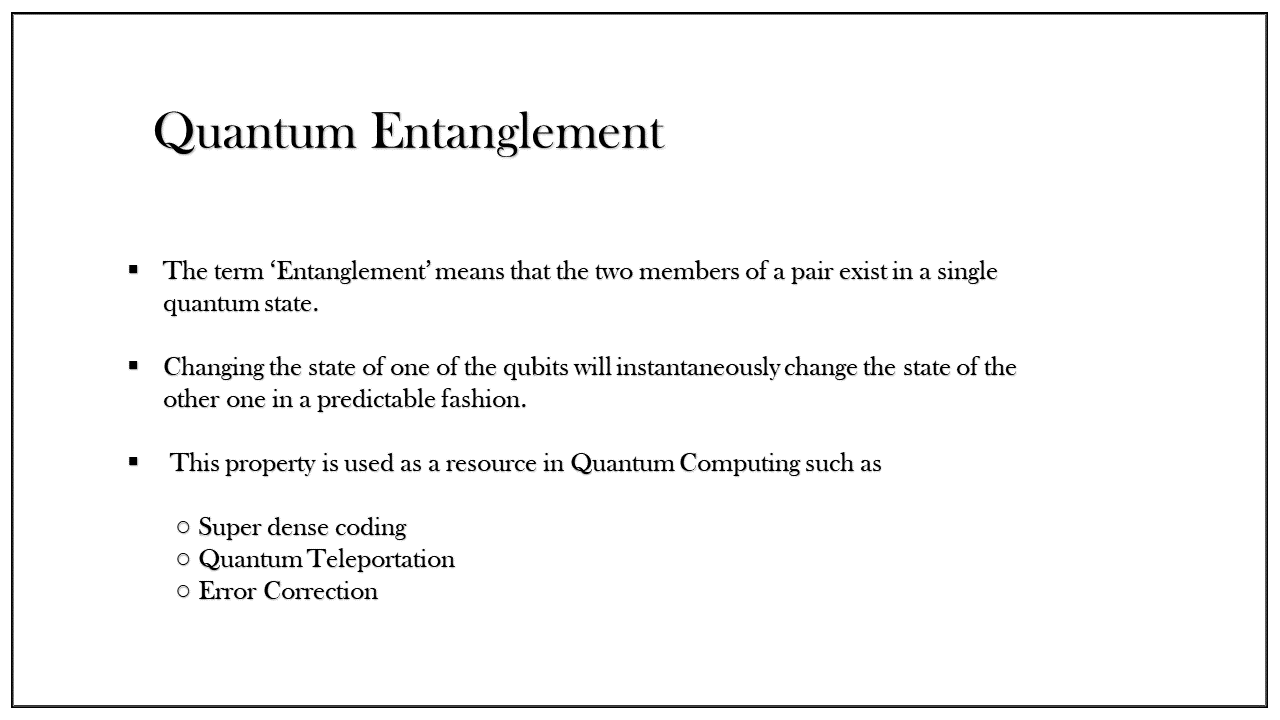 Quantum Entanglement
▪ The term ‘Entanglement’ means that the two members of a pair exist in a single
quantum state.
▪ Changing the state of one of the qubits will instantaneously change the state of the
other one in a predictable fashion.
▪ This property is used as a resource in Quantum Computing such as
○ Super dense coding
○ Quantum Teleportation
○ Error Correction